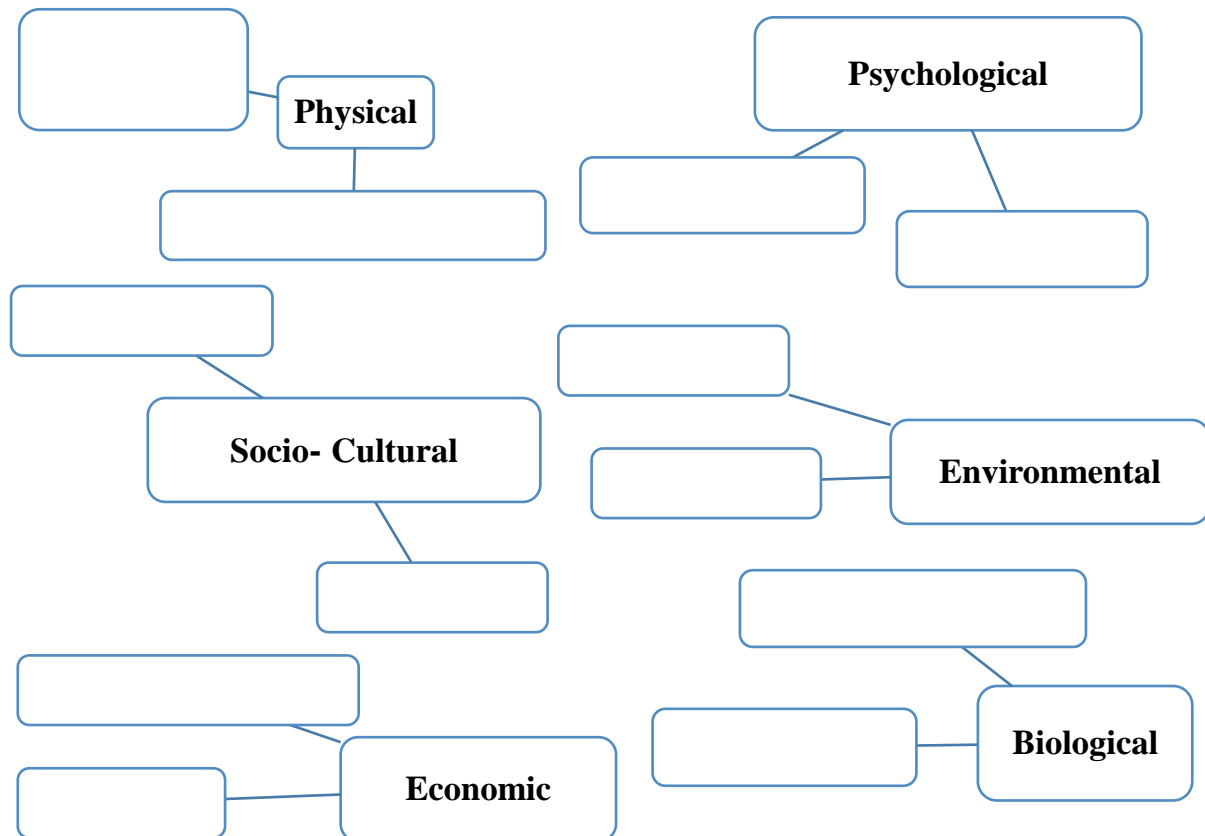 Physical
Psychological
Socio- Cultural
Environmental
Economic
Biological